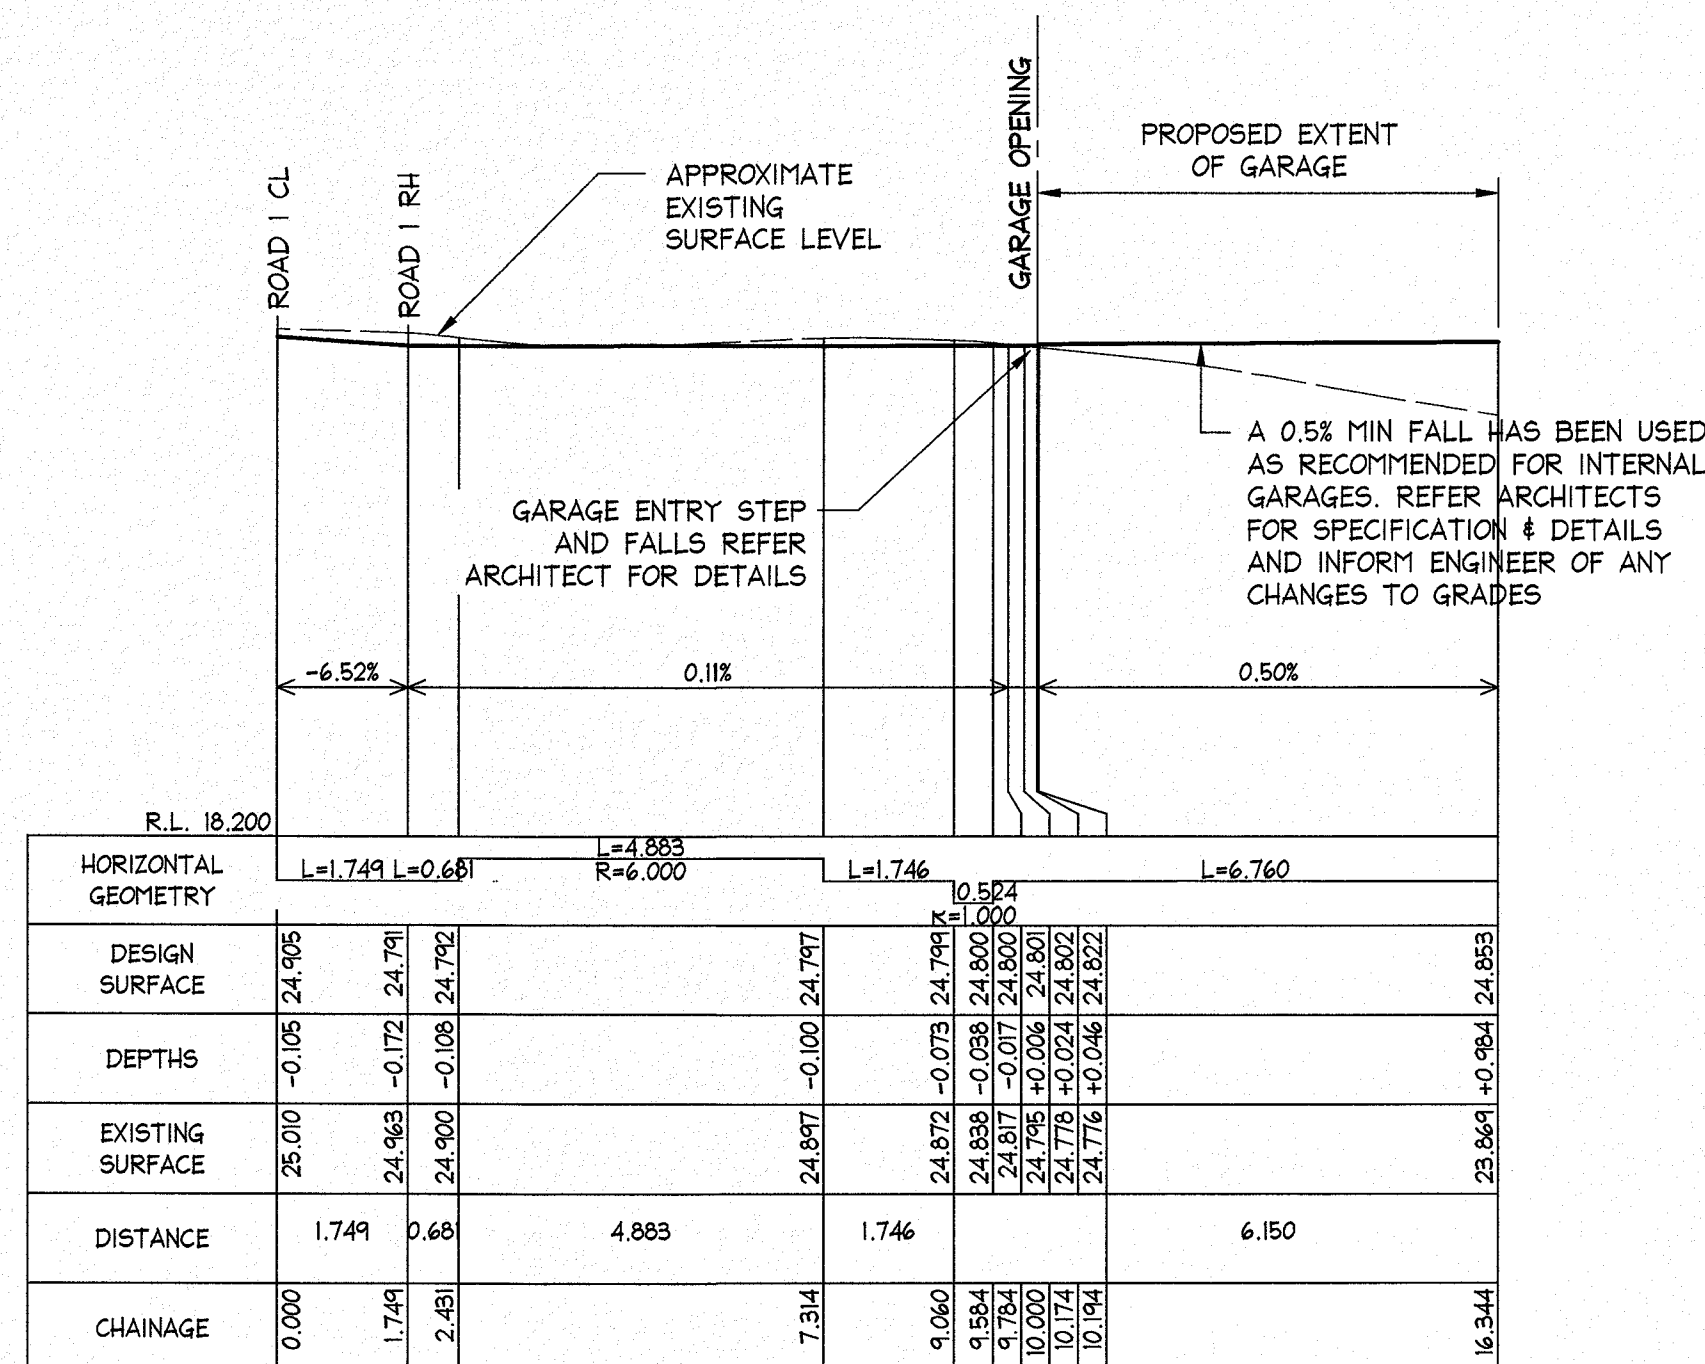 GARAGE OPENING
PROPOSED EXTENT
OF GARAGE
ROAD 1 CL
ROAD 1 RH
APPROXIMATE
EXISTING
SURFACE LEVEL
A 0.5% MIN FALL HAS BEEN USED
AS RECOMMENDED FOR INTERNAL
GARAGES. REFER ARCHITECTS
FOR SPECIFICATION & DETAILS
AND INFORM ENGINEER OF ANY
CHANGES TO GRADES
GARAGE ENTRY STEP
AND FALLS REFER
ARCHITECT FOR DETAILS
-6.52% 0.11% 0.50%
R.L. 18.200
HORIZONTAL
GEOMETRY
L=1.749 L=0.681
L=4.883
R=6.000
L=1.746
0.524
R=1.000
L=6.760
DESIGN
SURFACE
24.905 24.791 24.792 24.797 24.799 24.800 24.800 24.801 24.802 24.822 24.853
DEPTHS
-0.105 -0.172 -0.108 -0.100 -0.073 -0.038 -0.017 +0.006 +0.024 +0.046 +0.984
EXISTING
SURFACE
25.010 24.963 24.900 24.897 24.872 24.838 24.817 24.795 24.778 24.776 23.869
DISTANCE
1.749 0.681 4.883 1.746 6.150
CHAINAGE
0.000 1.749 2.431 7.314 9.060 9.584 9.784 10.000 10.174 10.194 16.344